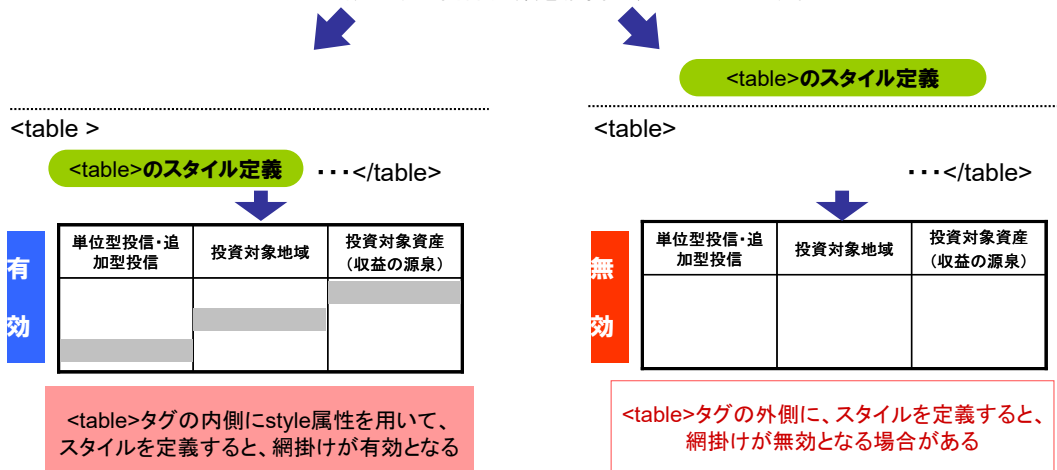 <table>のスタイル定義
<table >
<table>のスタイル定義
・・・</table>
有効
単位型投信・追加型投信
投資対象地域
投資対象資産
(収益の源泉)
<table>タグの内側にstyle属性を用いて、
スタイルを定義すると、網掛けが有効となる
<table>
・・・</table>
無効
単位型投信・追加型投信
投資対象地域
投資対象資産
(収益の源泉)
<table>タグの外側に、スタイルを定義すると、
網掛けが無効となる場合がある